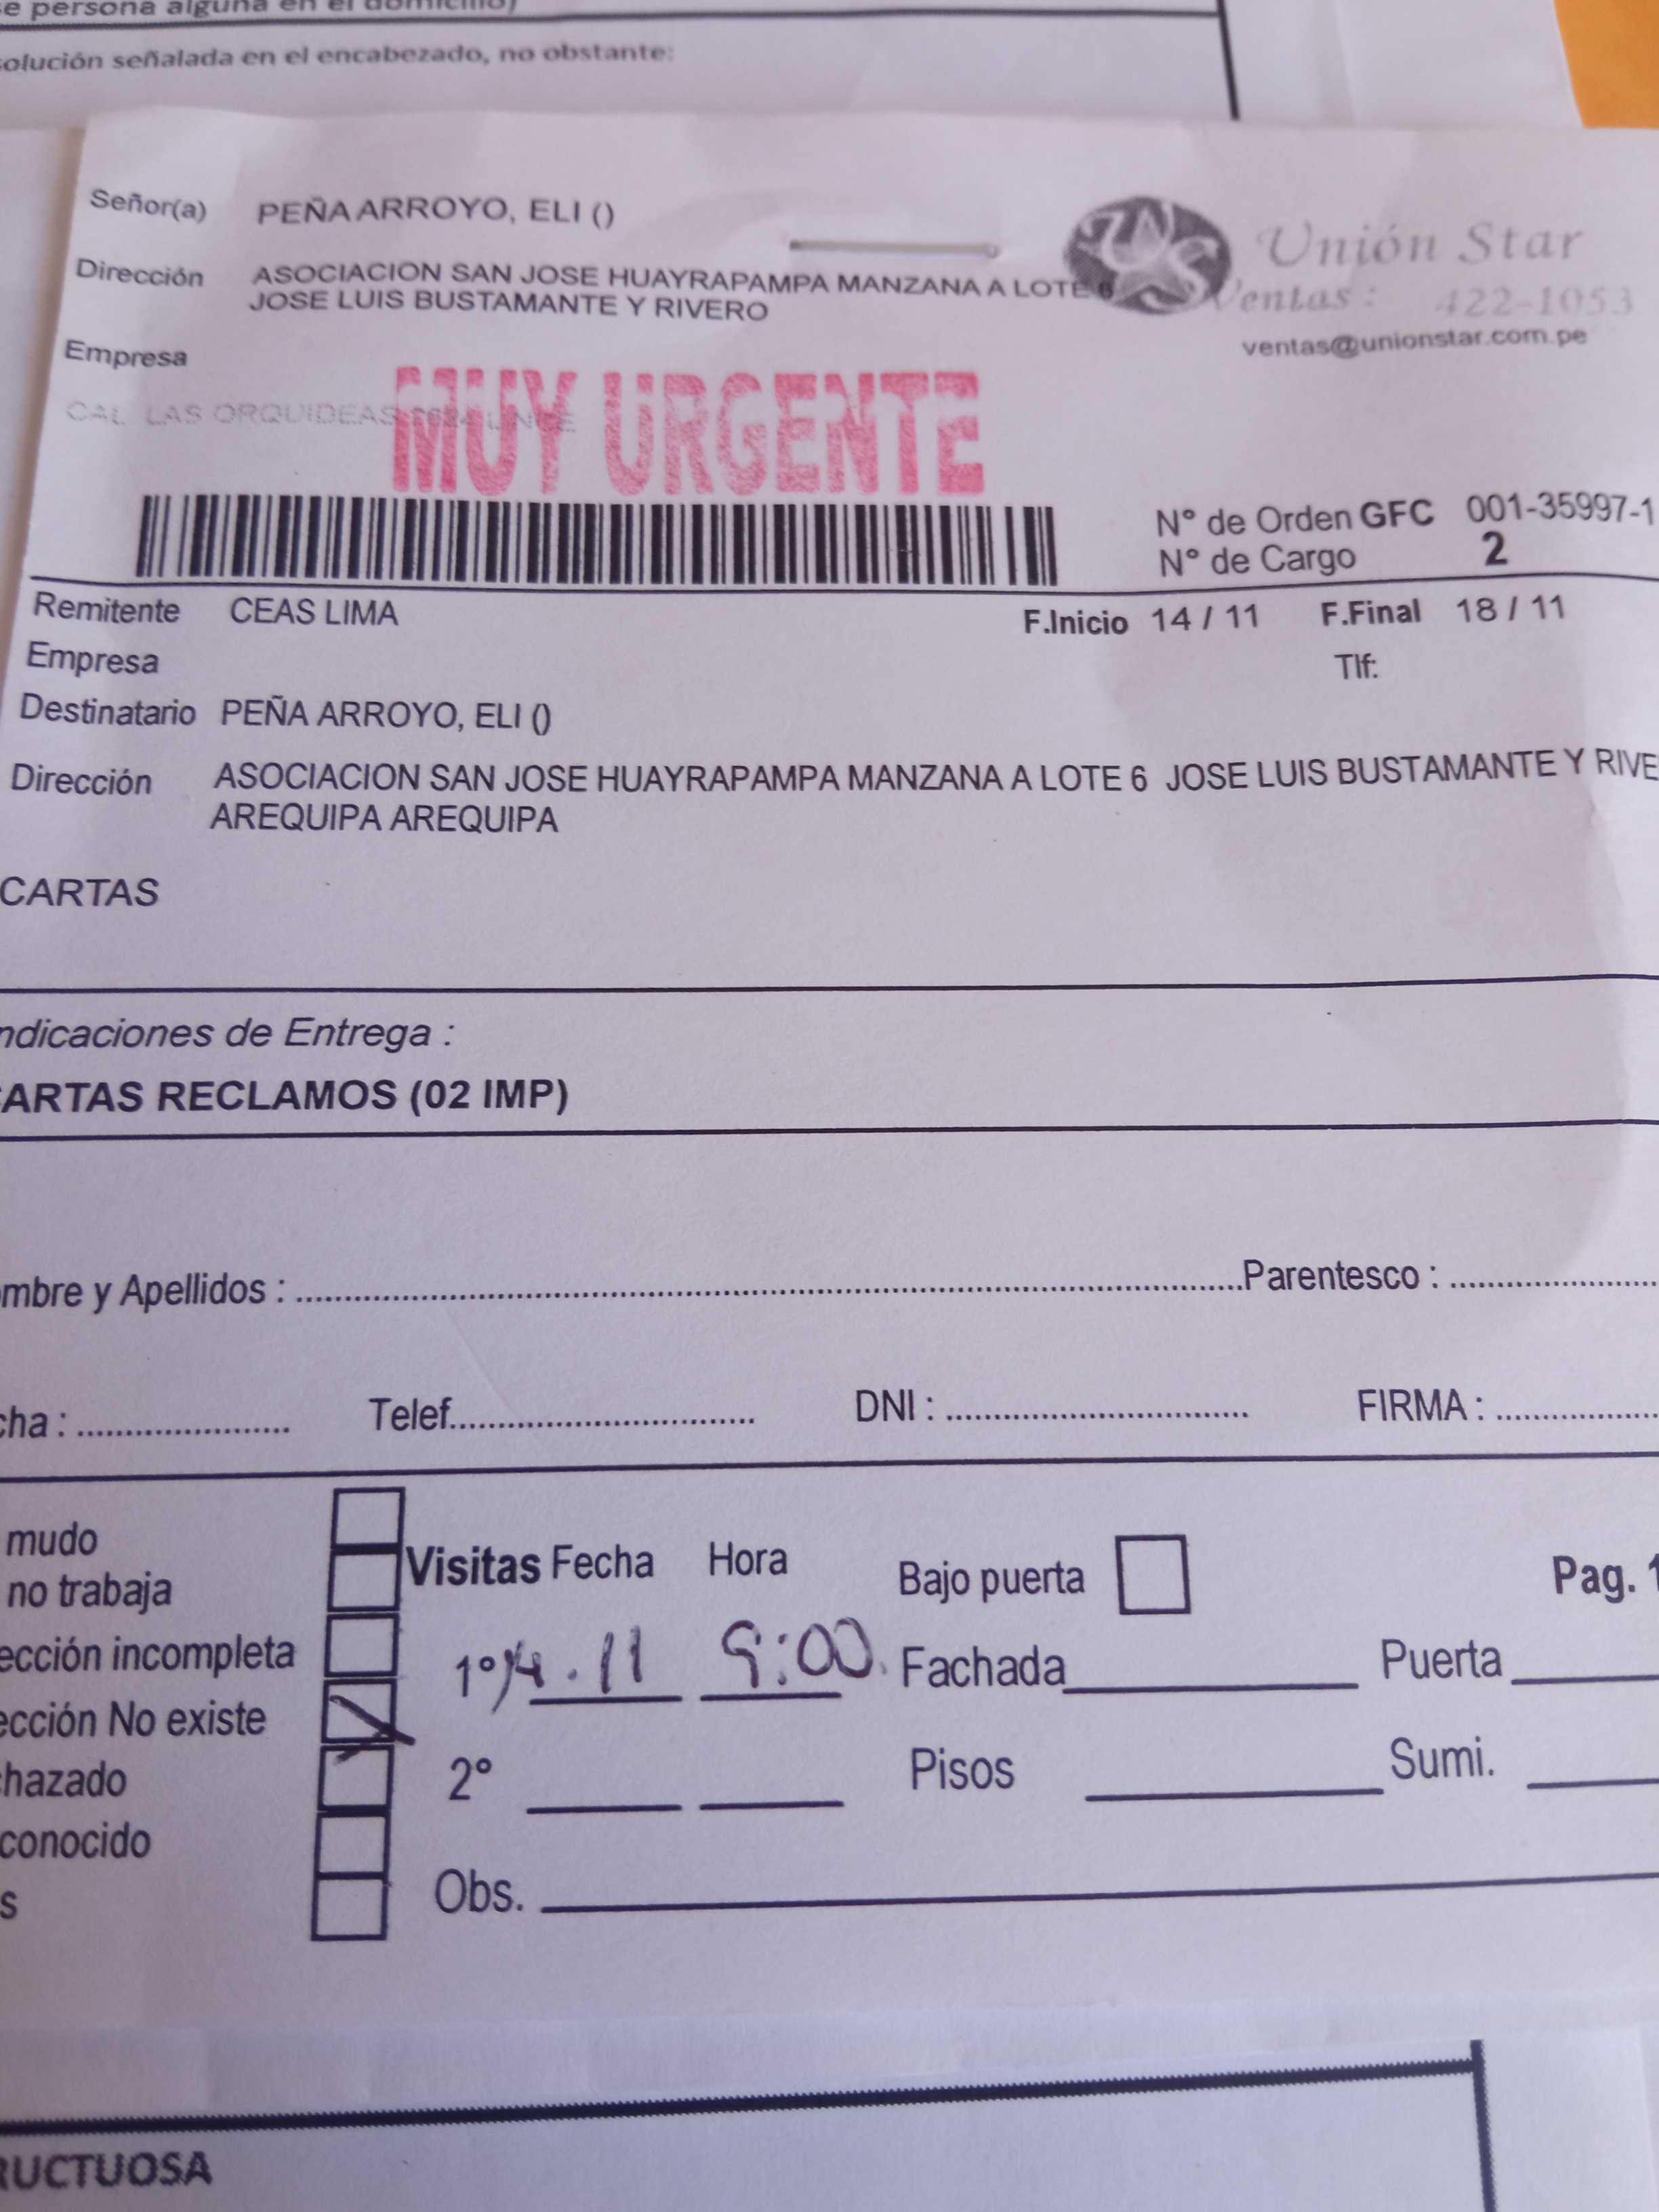 se persona alguna en el domicilio)
olución señalada en el encabezado, no obstante:
Señor(a) PEÑA ARROYO, ELI ()
Dirección ASOCIACION SAN JOSE HUAYRAPAMPA MANZANA A LOTE 6
JOSE LUIS BUSTAMANTE Y RIVERO
Unión Star
Ventas : 422-1053
ventas@unionstar.com.pe
Empresa
CAL LAS ORQUIDEAS
MUY URGENTE
N° de Orden GFC 001-35997-1
N° de Cargo 2
Remitente CEAS LIMA F.Inicio 14 / 11 F.Final 18 / 11
Empresa Tlf:
Destinatario PEÑA ARROYO, ELI ()
Dirección ASOCIACION SAN JOSE HUAYRAPAMPA MANZANA A LOTE 6 JOSE LUIS BUSTAMANTE Y RIVE
AREQUIPA AREQUIPA
CARTAS
ndicaciones de Entrega :
CARTAS RECLAMOS (02 IMP)
mbre y Apellidos : Parentesco :
cha : Telef. DNI : FIRMA :
mudo
no trabaja Visitas Fecha Hora Bajo puerta Pag. 1
ección incompleta 1° 14.11 9:00 Fachada Puerta
ección No existe
hazado 2° Pisos Sumi.
conocido
s Obs.
RUCTUOSA